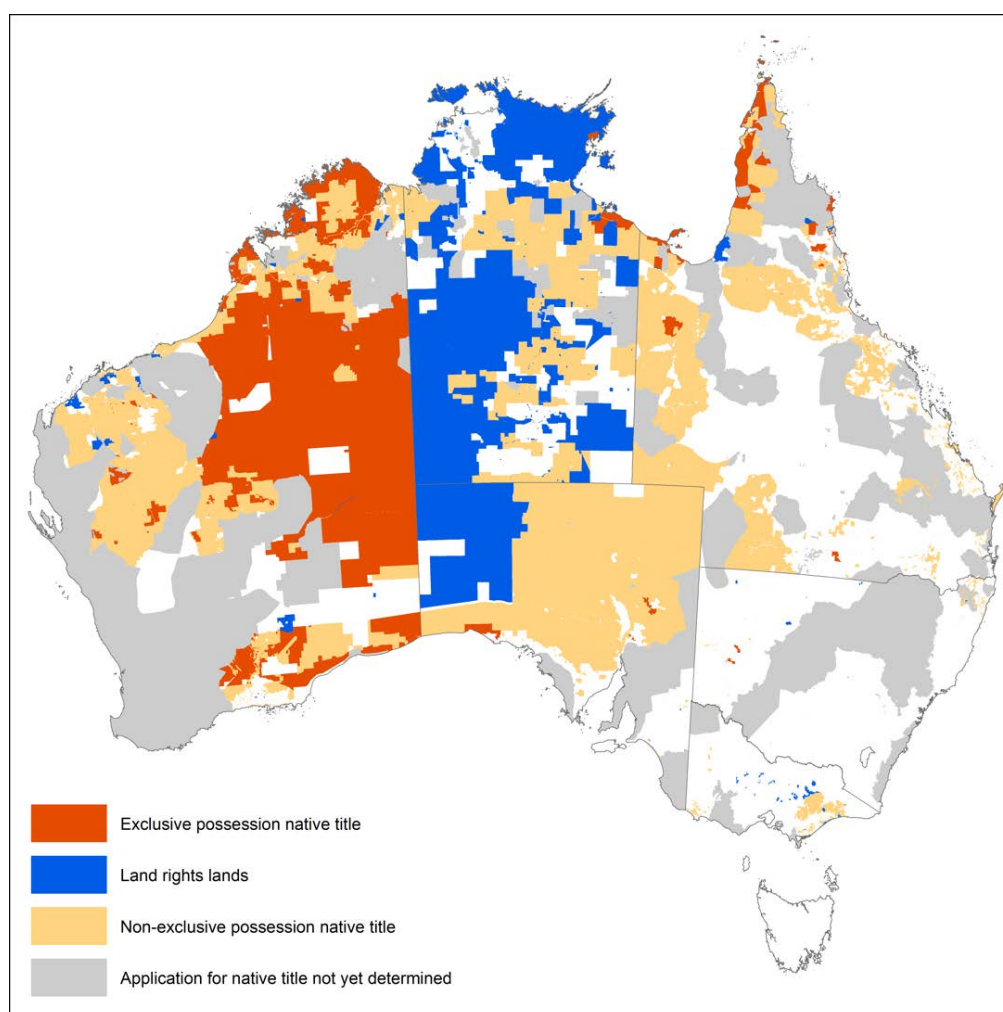 Exclusive possession native title
Land rights lands
Non-exclusive possession native title
Application for native title not yet determined